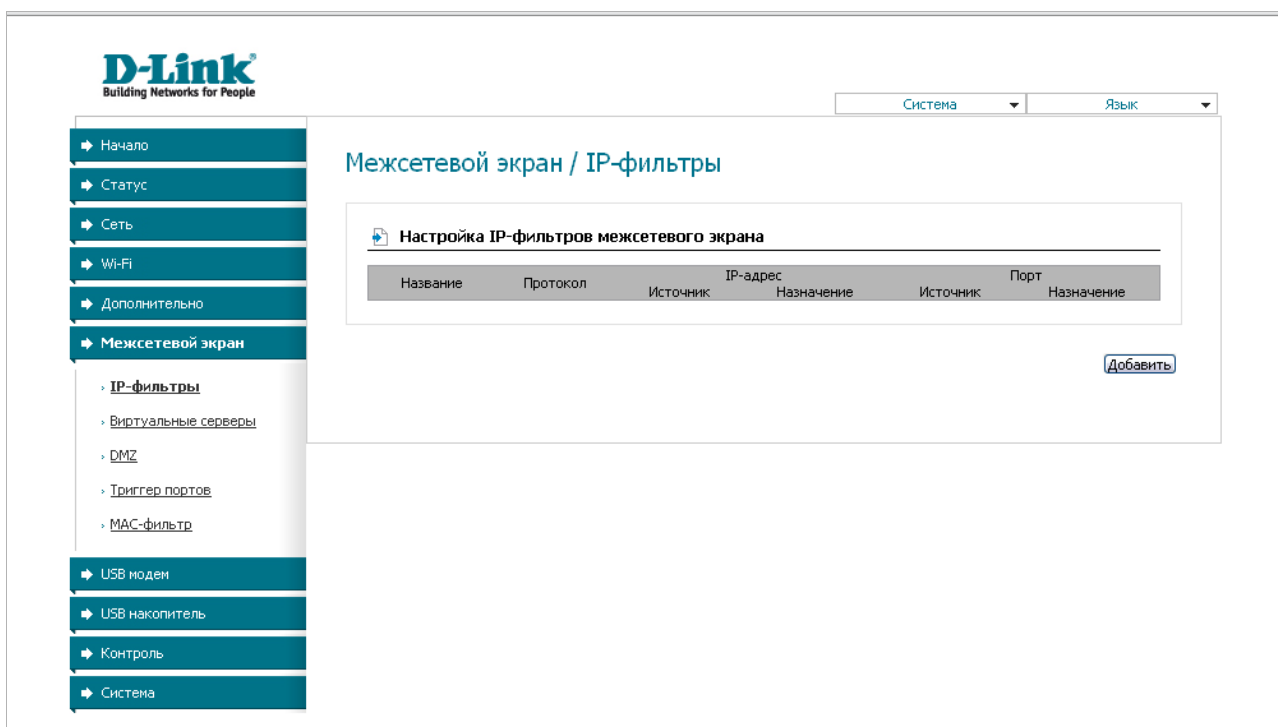 D-Link
Building Networks for People
Система
Язык
Начало
Статус
Сеть
Wi-Fi
Дополнительно
Межсетевой экран
IP-фильтры
Виртуальные серверы
DMZ
Триггер портов
MAC-фильтр
USB модем
USB накопитель
Контроль
Система
Межсетевой экран / IP-фильтры
Настройка IP-фильтров межсетевого экрана
Название Протокол IP-адрес Порт
Источник Назначение Источник Назначение
Добавить